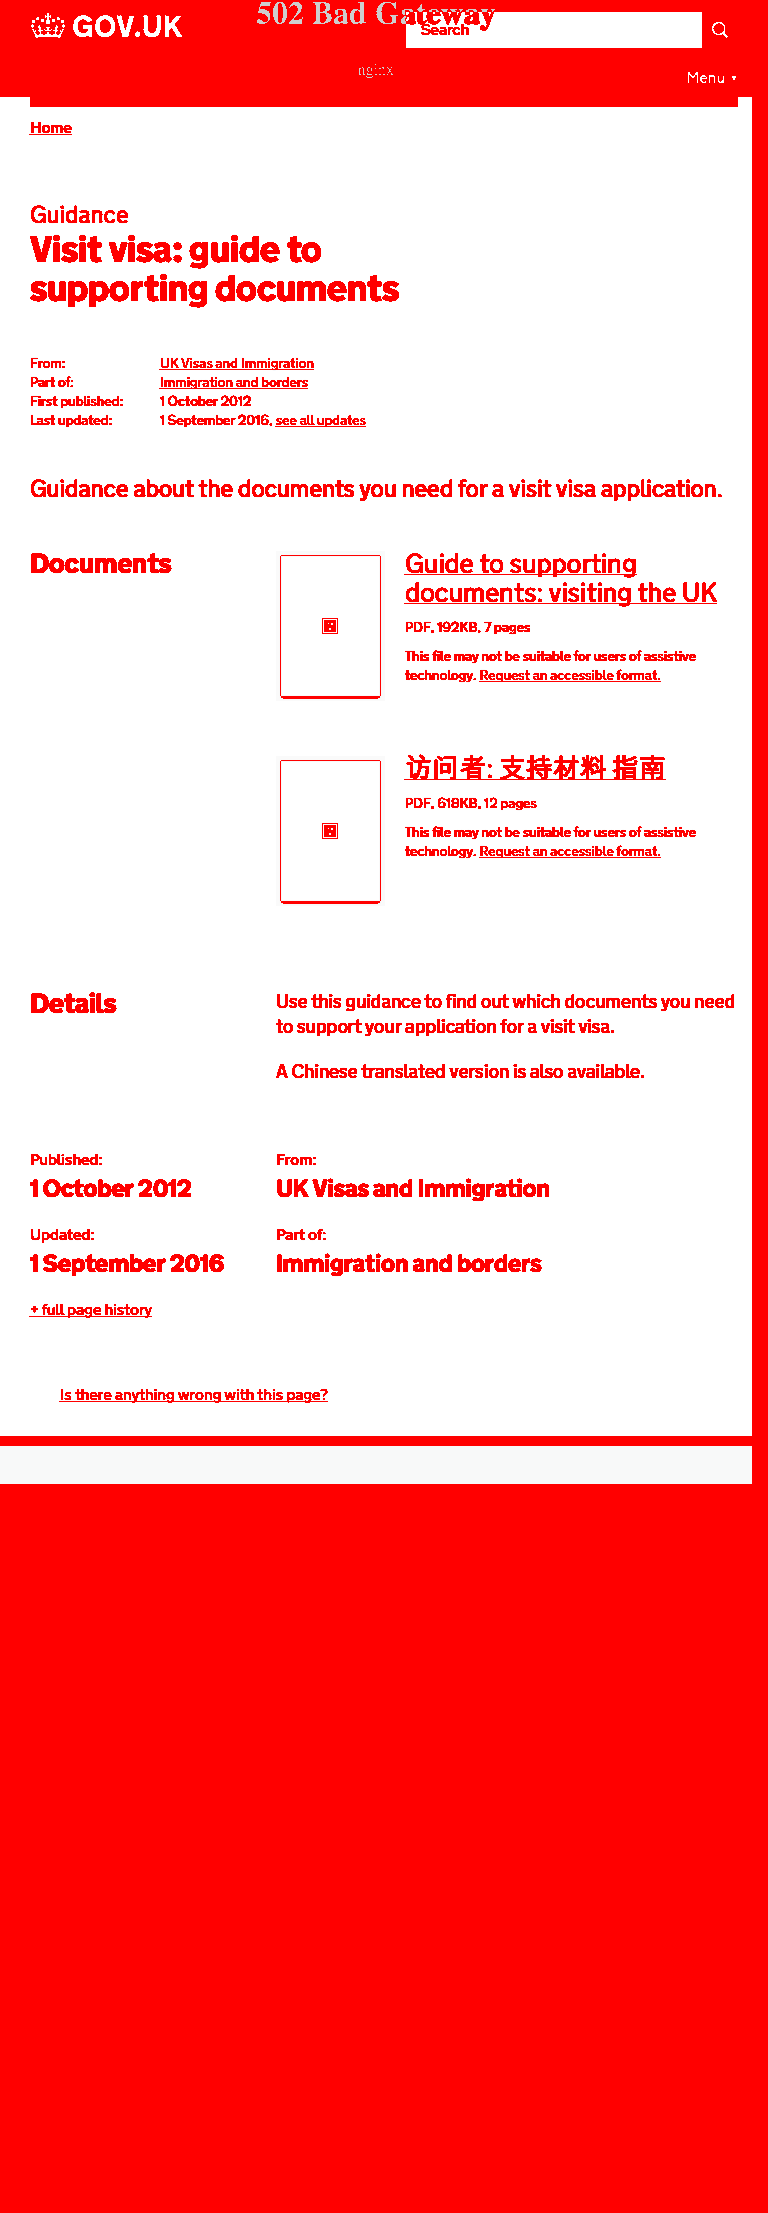 GOV.UK
502 Bad Gateway
Search
nginx
Menu ▾
Home
Guidance
Visit visa: guide to
supporting documents
From: UK Visas and Immigration
Part of: Immigration and borders
First published: 1 October 2012
Last updated: 1 September 2016, see all updates
Guidance about the documents you need for a visit visa application.
Documents
Guide to supporting
documents: visiting the UK
PDF, 192KB, 7 pages
This file may not be suitable for users of assistive
technology. Request an accessible format.
访问者: 支持材料 指南
PDF, 618KB, 12 pages
This file may not be suitable for users of assistive
technology. Request an accessible format.
Details
Use this guidance to find out which documents you need
to support your application for a visit visa.
A Chinese translated version is also available.
Published: From:
1 October 2012 UK Visas and Immigration
Updated: Part of:
1 September 2016 Immigration and borders
+ full page history
Is there anything wrong with this page?